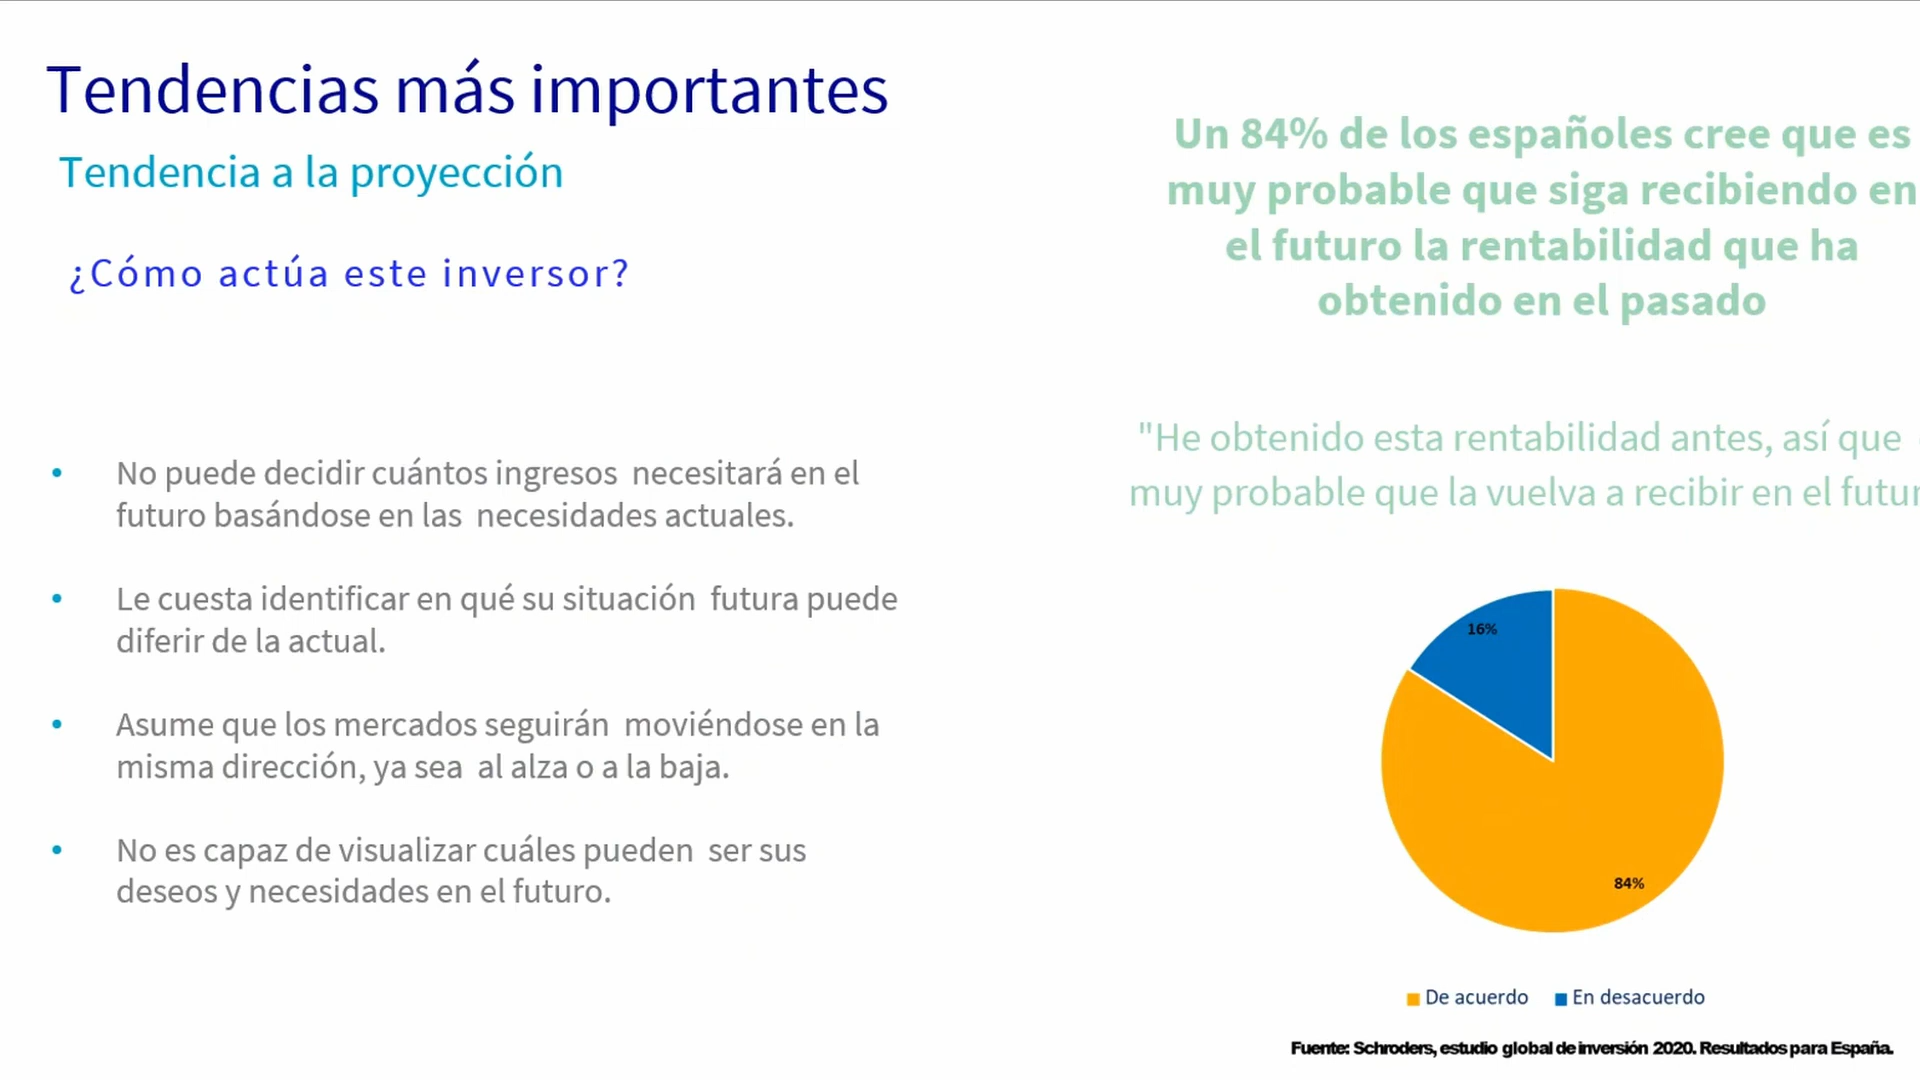 Tendencias más importantes
Tendencia a la proyección
¿Cómo actúa este inversor?
• No puede decidir cuántos ingresos necesitará en el
futuro basándose en las necesidades actuales.
• Le cuesta identificar en qué su situación futura puede
diferir de la actual.
• Asume que los mercados seguirán moviéndose en la
misma dirección, ya sea al alza o a la baja.
• No es capaz de visualizar cuáles pueden ser sus
deseos y necesidades en el futuro.
Un 84% de los españoles cree que es
muy probable que siga recibiendo en
el futuro la rentabilidad que ha
obtenido en el pasado
"He obtenido esta rentabilidad antes, así que
muy probable que la vuelva a recibir en el
16%
84%
De acuerdo En desacuerdo
Fuente: Schroders, estudio global de inversión 2020. Resultados para España.